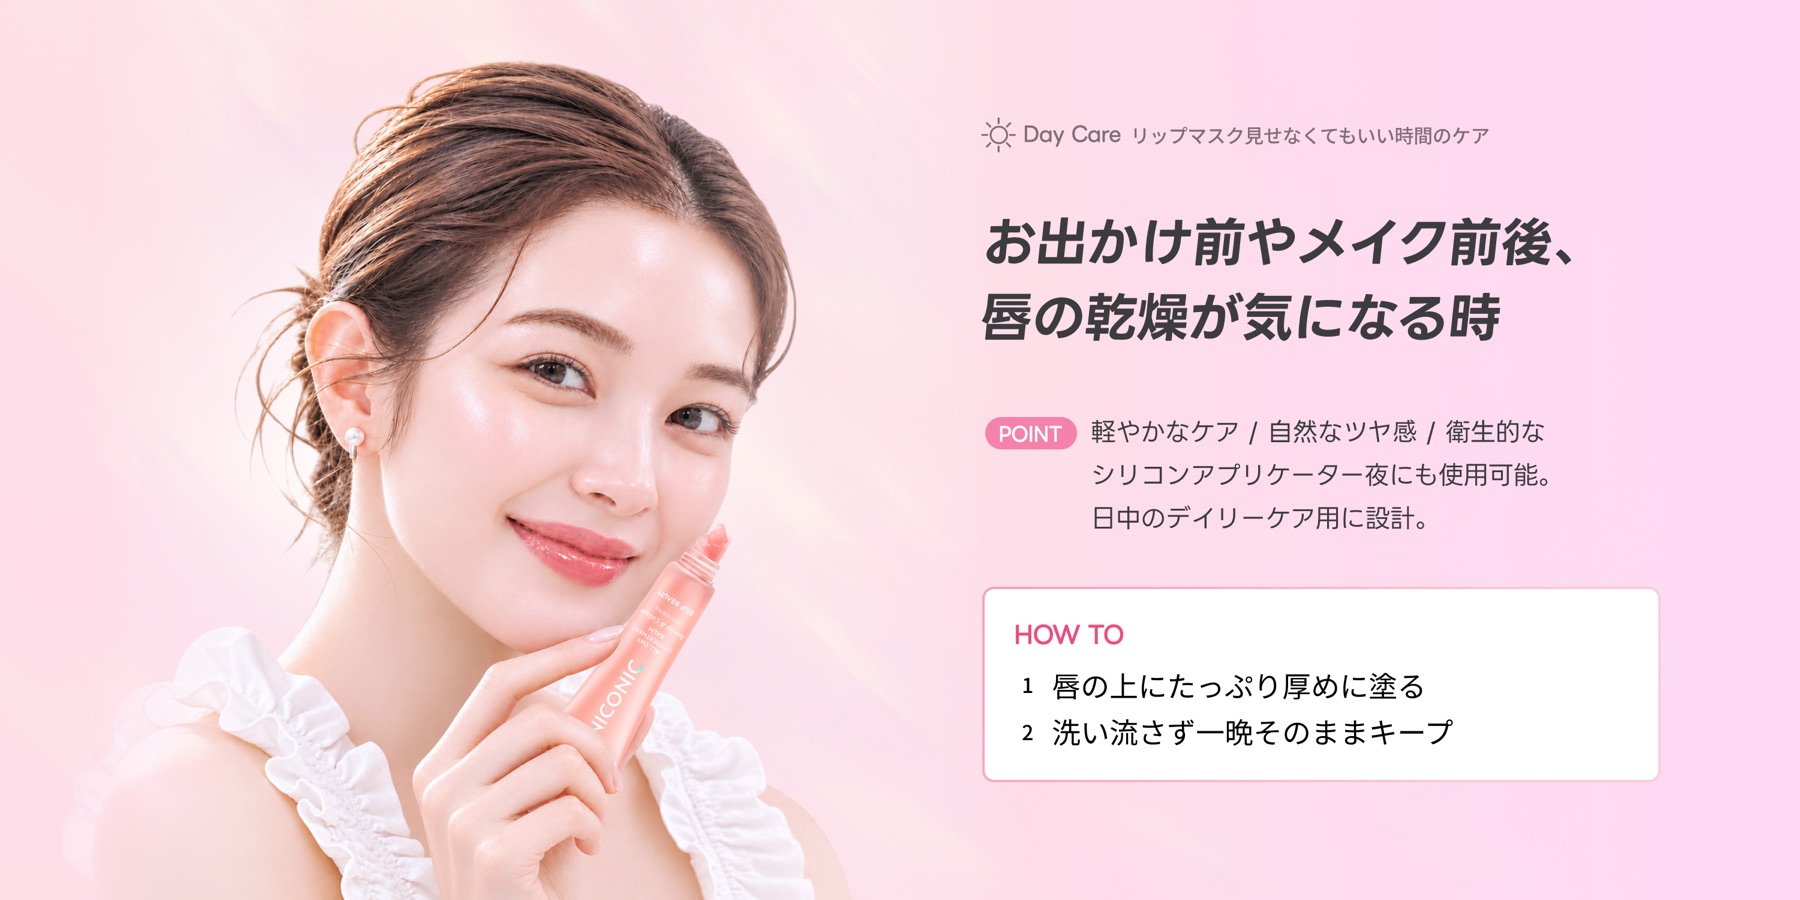 Day Care リップマスク見せなくてもいい時間のケア
お出かけ前やメイク前後、
唇の乾燥が気になる時
POINT 軽やかなケア / 自然なツヤ感 / 衛生的な
シリコンアプリケーター夜にも使用可能。
日中のデイリーケア用に設計。
HOW TO
1 唇の上にたっぷり厚めに塗る
2 洗い流さず一晩そのままキープ
NICONIC